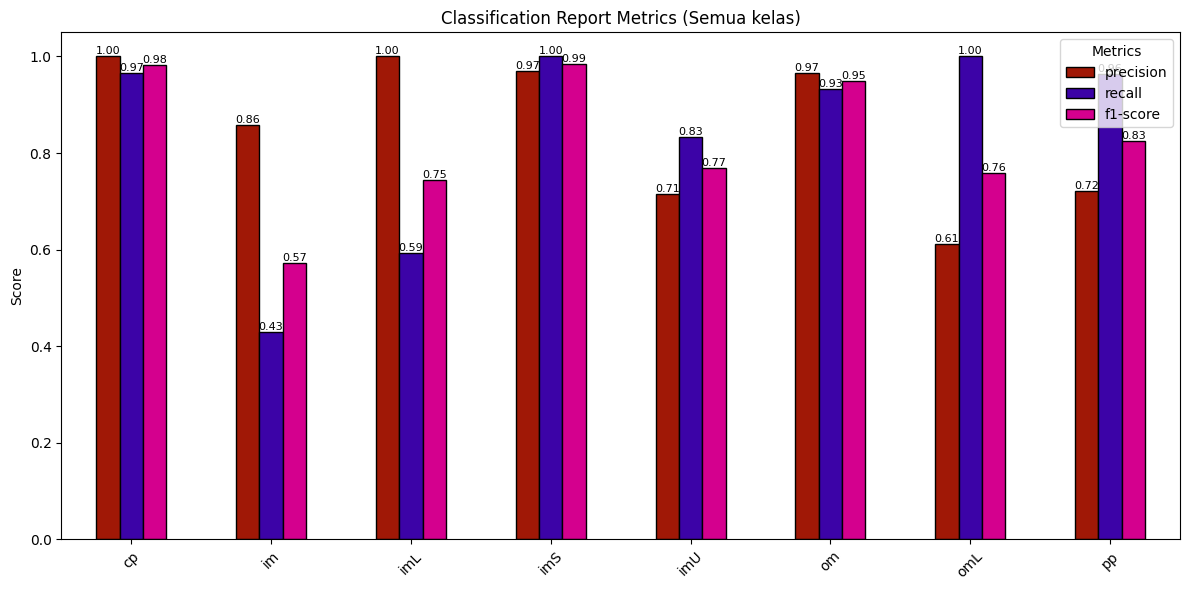 Classification Report Metrics (Semua kelas)
Score
1.0
0.8
0.6
0.4
0.2
0.0
1.00
0.97
0.98
0.86
0.43
0.57
1.00
0.59
0.75
0.97
1.00
0.99
0.71
0.83
0.77
0.97
0.93
0.95
0.61
1.00
0.76
0.72
0.96
0.83
Metrics
precision
recall
f1-score
cp
im
imL
imS
imU
om
omL
pp